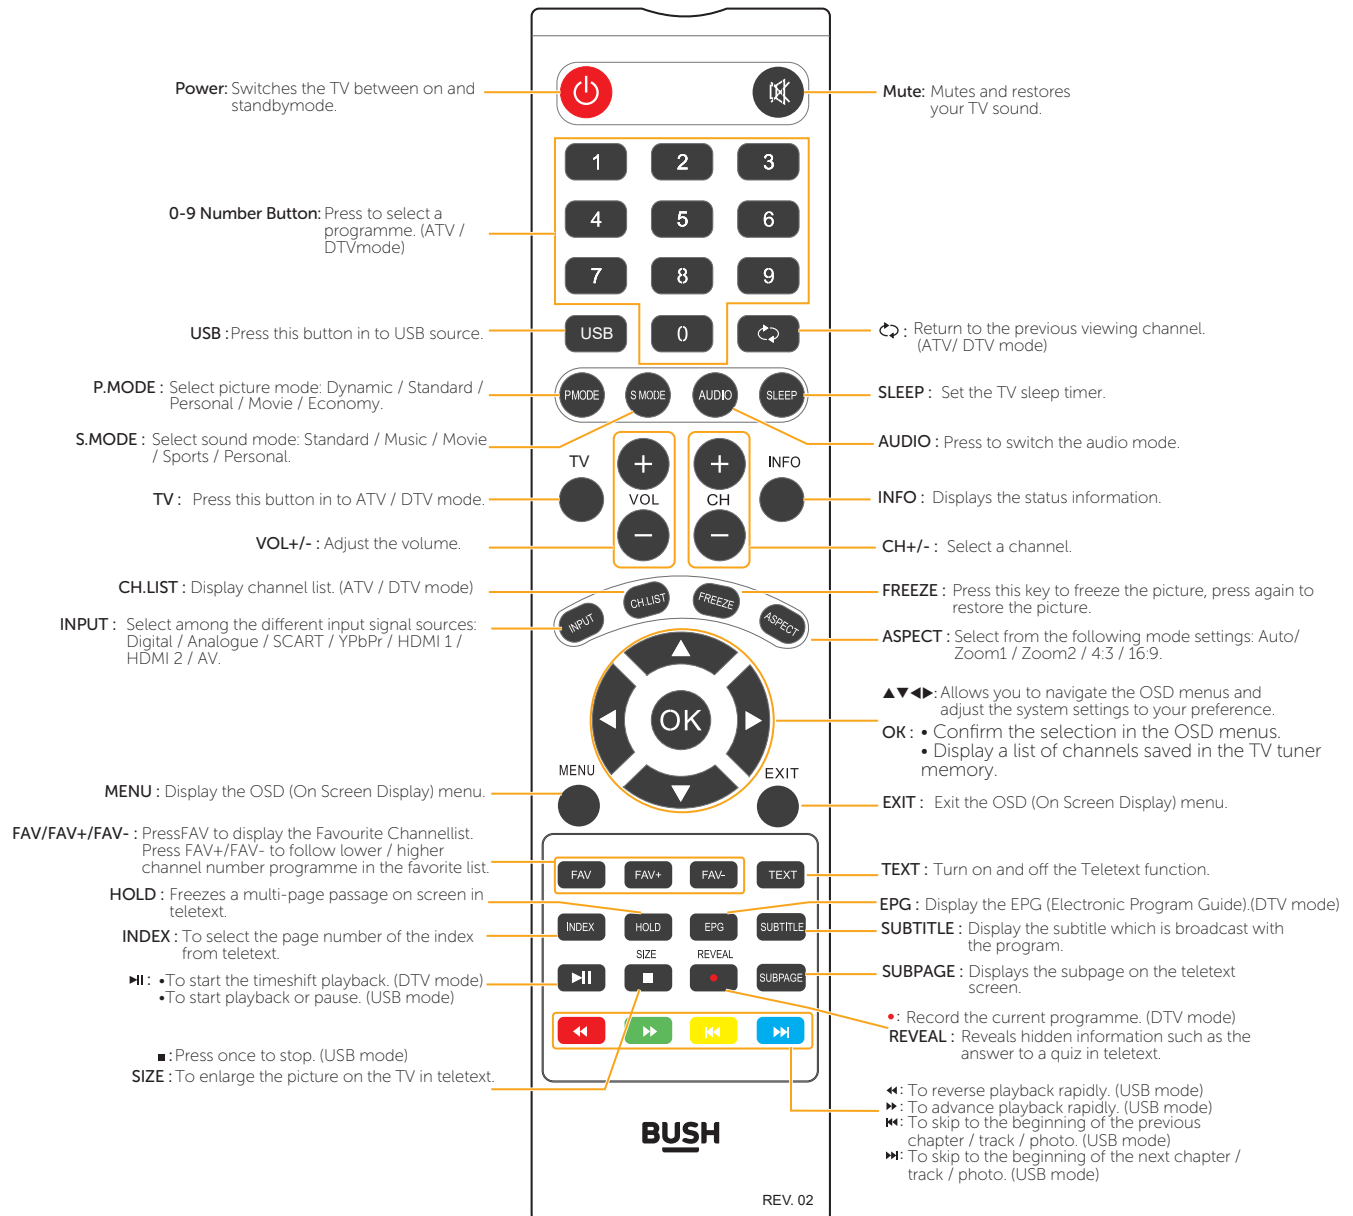 Power: Switches the TV between on and
standbymode.
0-9 Number Button: Press to select a
programme. (ATV /
DTVmode)
USB : Press this button in to USB source.
P.MODE : Select picture mode: Dynamic / Standard /
Personal / Movie / Economy.
S.MODE : Select sound mode: Standard / Music / Movie
/ Sports / Personal.
TV : Press this button in to ATV / DTV mode.
VOL+/- : Adjust the volume.
CH.LIST : Display channel list. (ATV / DTV mode)
INPUT : Select among the different input signal sources:
Digital / Analogue / SCART / YPbPr / HDMI 1 /
HDMI 2 / AV.
MENU : Display the OSD (On Screen Display) menu.
FAV/FAV+/FAV- : PressFAV to display the Favourite Channellist.
Press FAV+/FAV- to follow lower / higher
channel number programme in the favorite list.
HOLD : Freezes a multi-page passage on screen in
teletext.
INDEX : To select the page number of the index
from teletext.
⏯ : •To start the timeshift playback. (DTV mode)
•To start playback or pause. (USB mode)
■ : Press once to stop. (USB mode)
SIZE : To enlarge the picture on the TV in teletext.
1 2 3
4 5 6
7 8 9
USB 0
PMODE S MODE AUDIO SLEEP
TV + + INFO
VOL CH
− −
INPUT CH.LIST FREEZE ASPECT
▲
◀ OK ▶
▼
MENU EXIT
FAV FAV+ FAV- TEXT
INDEX HOLD EPG SUBTITLE
SIZE REVEAL
SUBPAGE
BUSH
REV. 02
Mute: Mutes and restores
your TV sound.
: Return to the previous viewing channel.
(ATV/ DTV mode)
SLEEP : Set the TV sleep timer.
AUDIO : Press to switch the audio mode.
INFO : Displays the status information.
CH+/- : Select a channel.
FREEZE : Press this key to freeze the picture, press again to
restore the picture.
ASPECT : Select from the following mode settings: Auto/
Zoom1 / Zoom2 / 4:3 / 16:9.
▲▼◀▶: Allows you to navigate the OSD menus and
adjust the system settings to your preference.
OK : • Confirm the selection in the OSD menus.
• Display a list of channels saved in the TV tuner
memory.
EXIT : Exit the OSD (On Screen Display) menu.
TEXT : Turn on and off the Teletext function.
EPG : Display the EPG (Electronic Program Guide).(DTV mode)
SUBTITLE : Display the subtitle which is broadcast with
the program.
SUBPAGE : Displays the subpage on the teletext
screen.
●: Record the current programme. (DTV mode)
REVEAL : Reveals hidden information such as the
answer to a quiz in teletext.
⏪ : To reverse playback rapidly. (USB mode)
⏩ : To advance playback rapidly. (USB mode)
⏮ : To skip to the beginning of the previous
chapter / track / photo. (USB mode)
⏭ : To skip to the beginning of the next chapter /
track / photo. (USB mode)